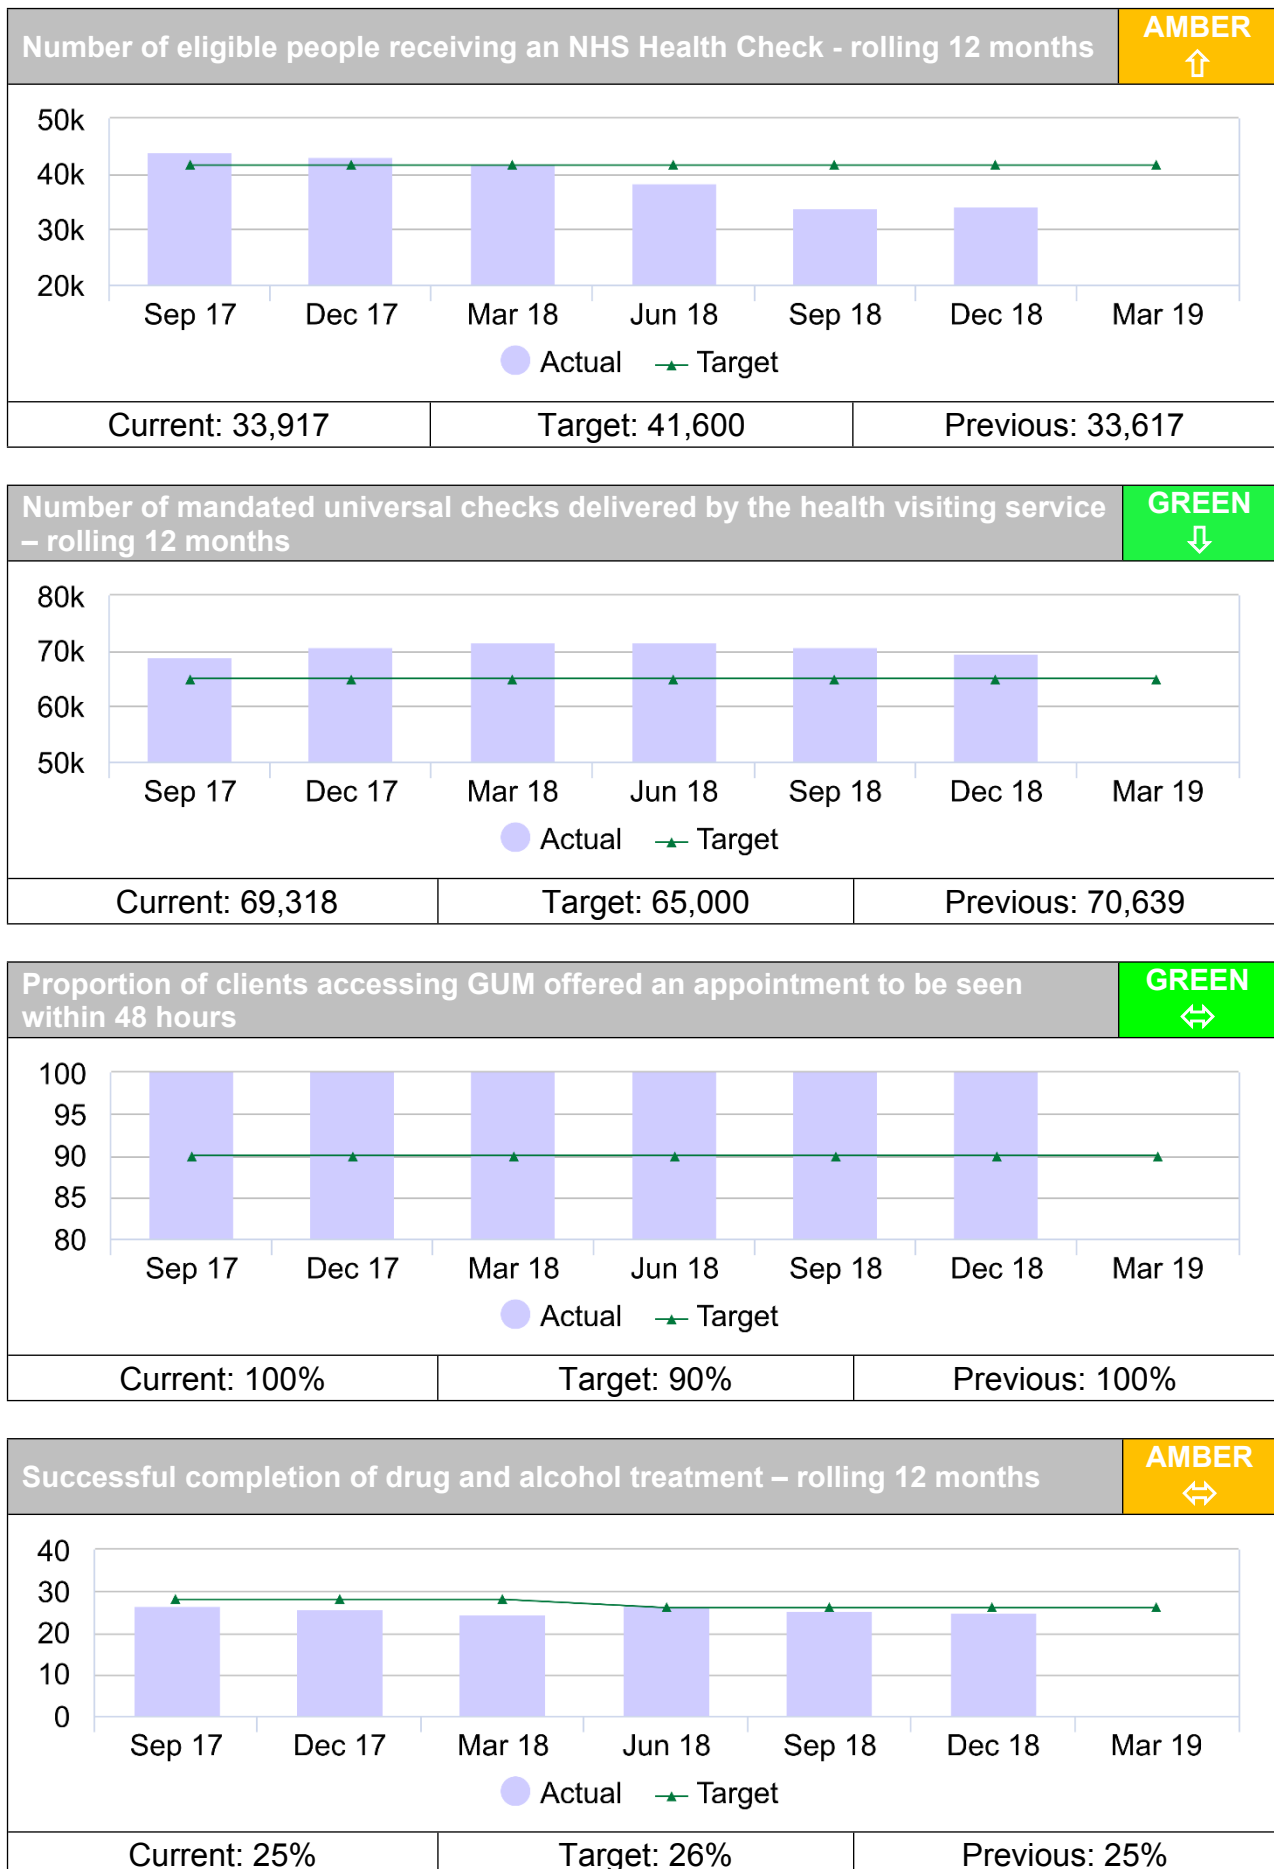 Number of eligible people receiving an NHS Health Check - rolling 12 months
AMBER
⇧
50k
40k
30k
20k
Sep 17 Dec 17 Mar 18 Jun 18 Sep 18 Dec 18 Mar 19
Actual Target
Current: 33,917 Target: 41,600 Previous: 33,617
Number of mandated universal checks delivered by the health visiting service
– rolling 12 months
GREEN
⇩
80k
70k
60k
50k
Sep 17 Dec 17 Mar 18 Jun 18 Sep 18 Dec 18 Mar 19
Actual Target
Current: 69,318 Target: 65,000 Previous: 70,639
Proportion of clients accessing GUM offered an appointment to be seen
within 48 hours
GREEN
⬄
100
95
90
85
80
Sep 17 Dec 17 Mar 18 Jun 18 Sep 18 Dec 18 Mar 19
Actual Target
Current: 100% Target: 90% Previous: 100%
Successful completion of drug and alcohol treatment – rolling 12 months
AMBER
⬄
40
30
20
10
0
Sep 17 Dec 17 Mar 18 Jun 18 Sep 18 Dec 18 Mar 19
Actual Target
Current: 25% Target: 26% Previous: 25%